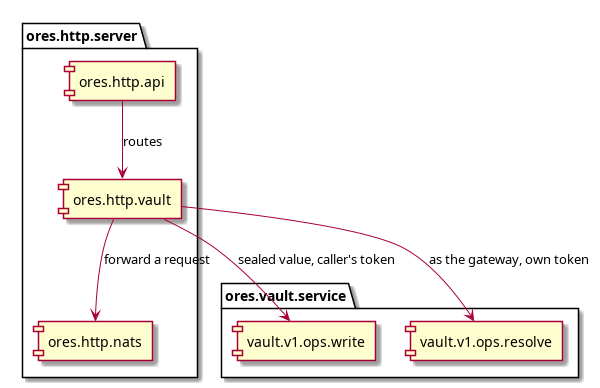 ores.http.server
ores.http.api
routes
ores.http.vault
forward a request
sealed value, caller's token
as the gateway, own token
ores.vault.service
ores.http.nats
vault.v1.ops.write
vault.v1.ops.resolve